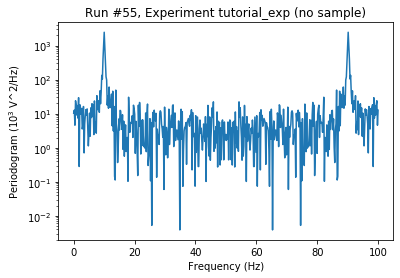 Run #55, Experiment tutorial_exp (no sample)
Periodogram (10³ V^2/Hz)
10³
10²
10¹
10⁰
10⁻¹
10⁻²
0 20 40 60 80 100
Frequency (Hz)